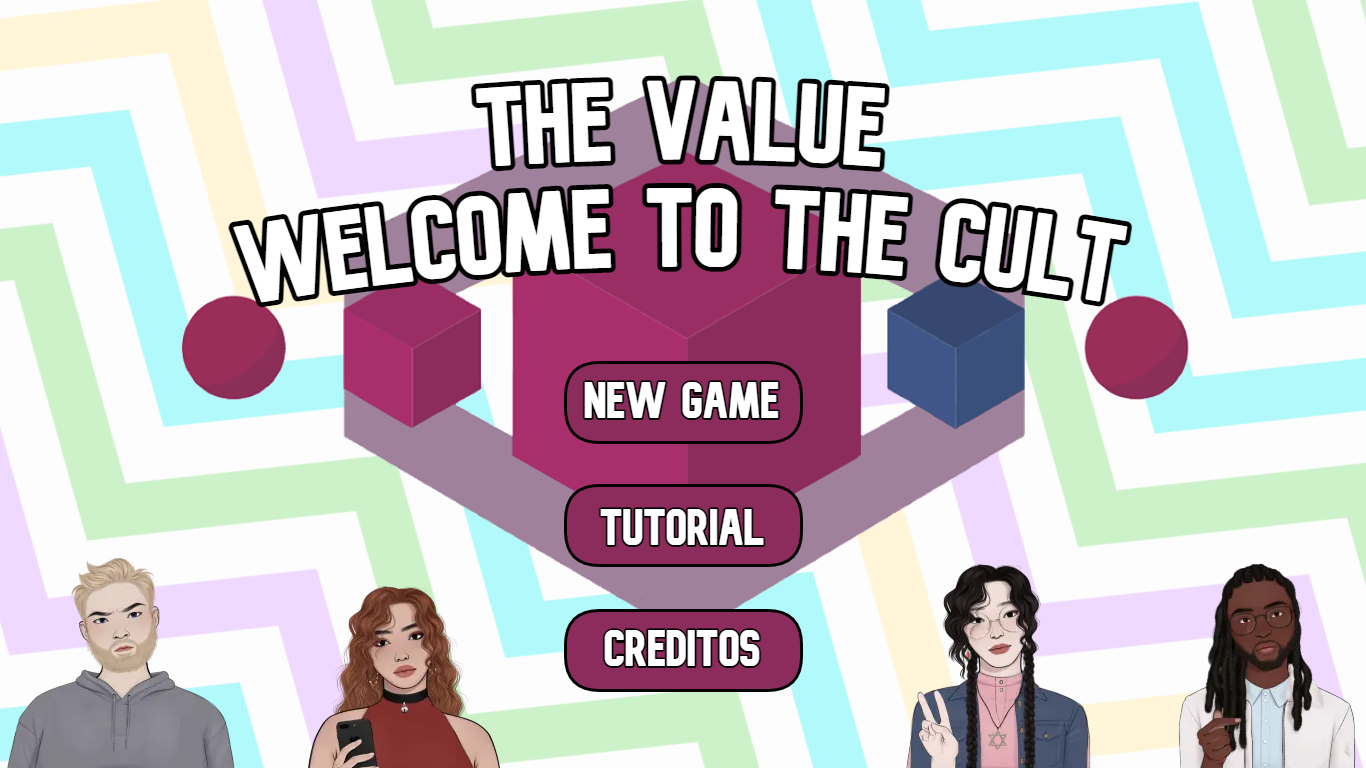 THE VALUE
WELCOME TO THE CULT
NEW GAME
TUTORIAL
CREDITOS